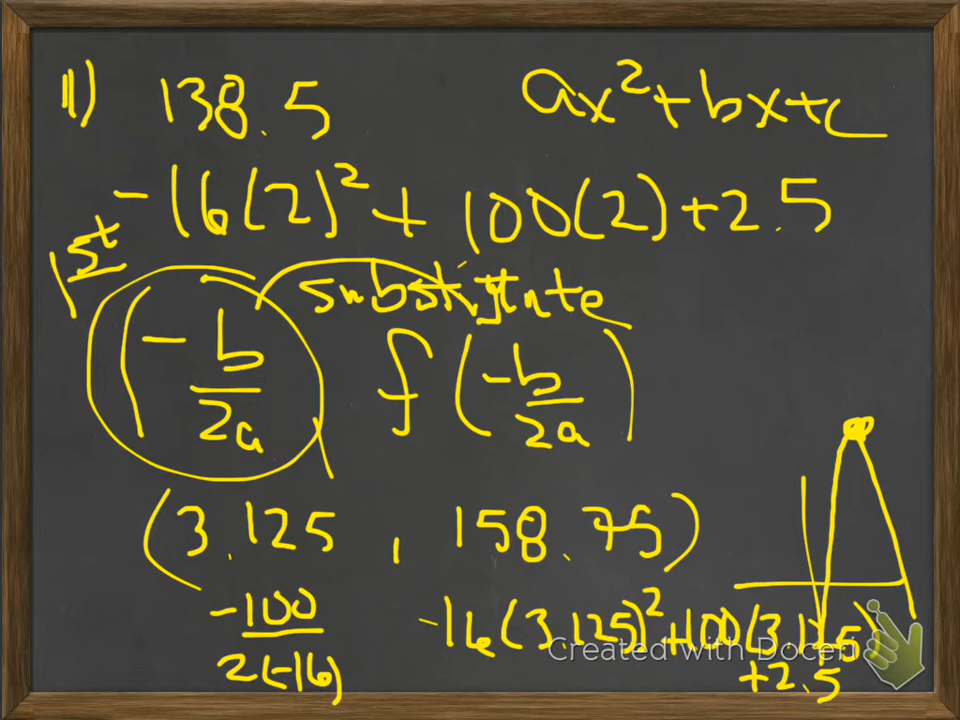 11) 138.5 ax²+bx+c
-16(2)²+100(2)+2.5
1st substitute
(-b/2a f(-b/2a)
(3.125, 158.75)
-100/2(-16) -16(3.125)²+100(3.125)
+2.5
Created with Doceri